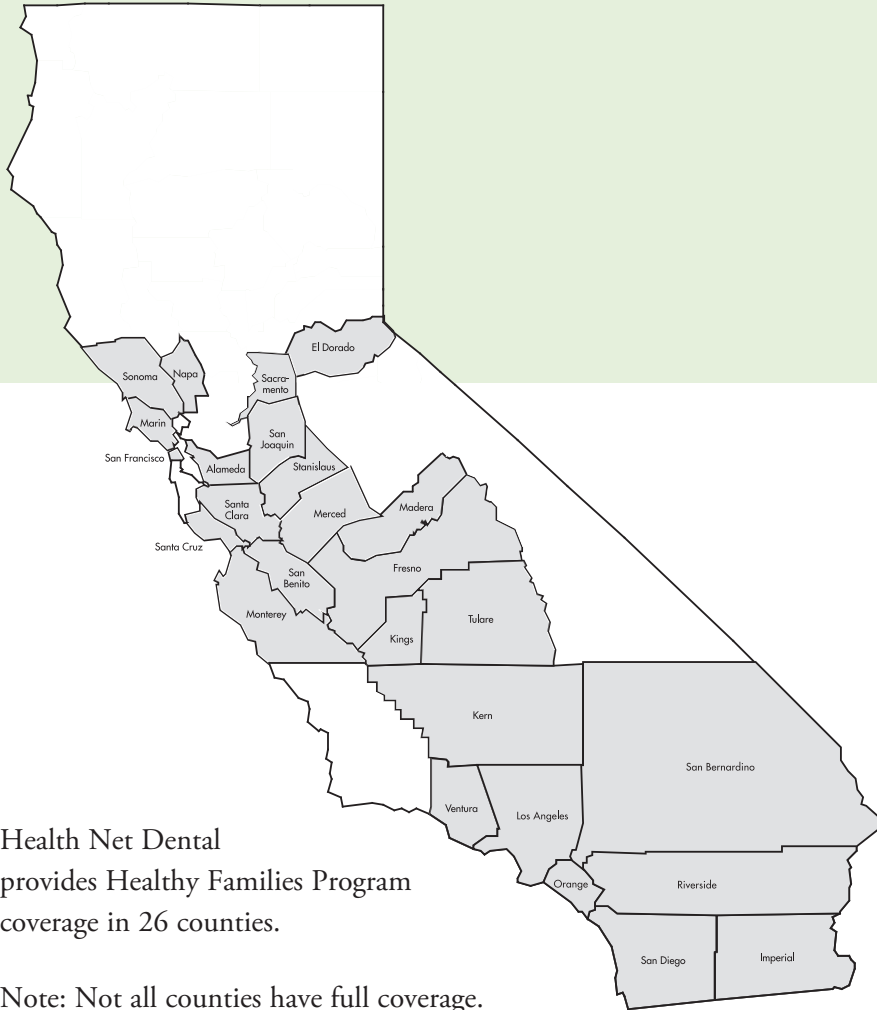 El Dorado
Sonoma
Napa
Sacra-
mento
Marin
San
Joaquin
San Francisco
Alameda
Stanislaus
Santa
Clara
Merced
Madera
Santa Cruz
Fresno
San
Benito
Monterey
Tulare
Kings
Kern
San Bernardino
Ventura
Los Angeles
Orange
Riverside
San Diego
Imperial
Health Net Dental
provides Healthy Families Program
coverage in 26 counties.
Note: Not all counties have full coverage.